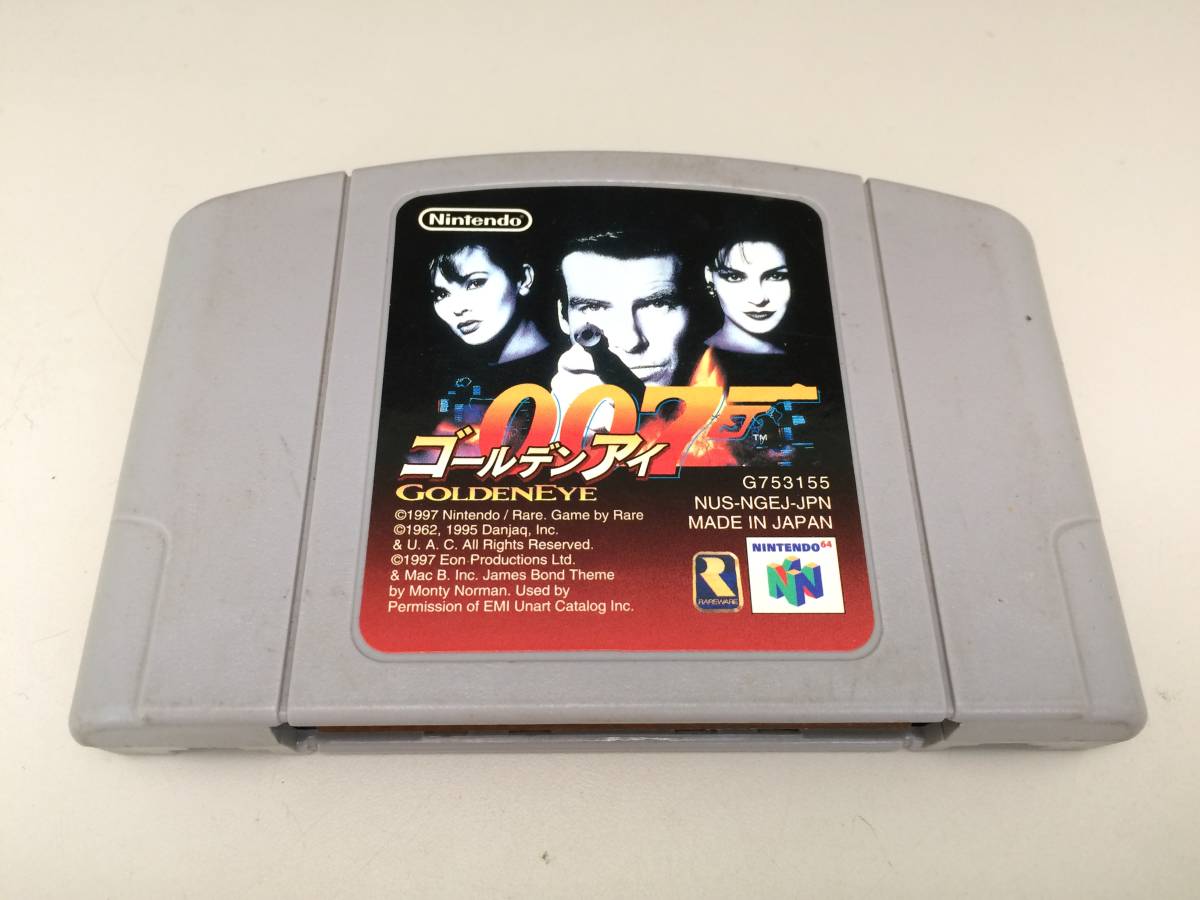 Nintendo
007
TM
ゴールデンアイ
GOLDENEYE
G753155
NUS-NGEJ-JPN
MADE IN JAPAN
©1997 Nintendo / Rare. Game by Rare
©1962, 1995 Danjaq, Inc.
& U. A. C. All Rights Reserved.
©1997 Eon Productions Ltd.
& Mac B. Inc. James Bond Theme
by Monty Norman. Used by
Permission of EMI Unart Catalog Inc.
R
RAREWARE
NINTENDO 64